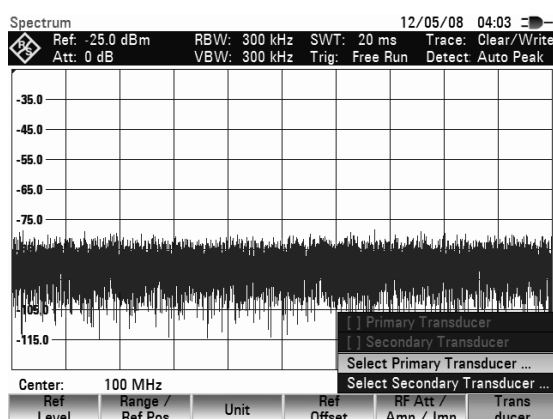 Spectrum 12/05/08 04:03
Ref: -25.0 dBm RBW: 300 kHz SWT: 20 ms Trace: Clear/Write
Att: 0 dB VBW: 300 kHz Trig: Free Run Detect: Auto Peak
-35.0
-45.0
-55.0
-65.0
-75.0
-105.0
-115.0
[ ] Primary Transducer
[ ] Secondary Transducer
Select Primary Transducer ...
Select Secondary Transducer ...
Center: 100 MHz
Ref Level
Range / Ref Pos
Unit
Ref Offset
RF Att / Amp / Imp
Trans ducer